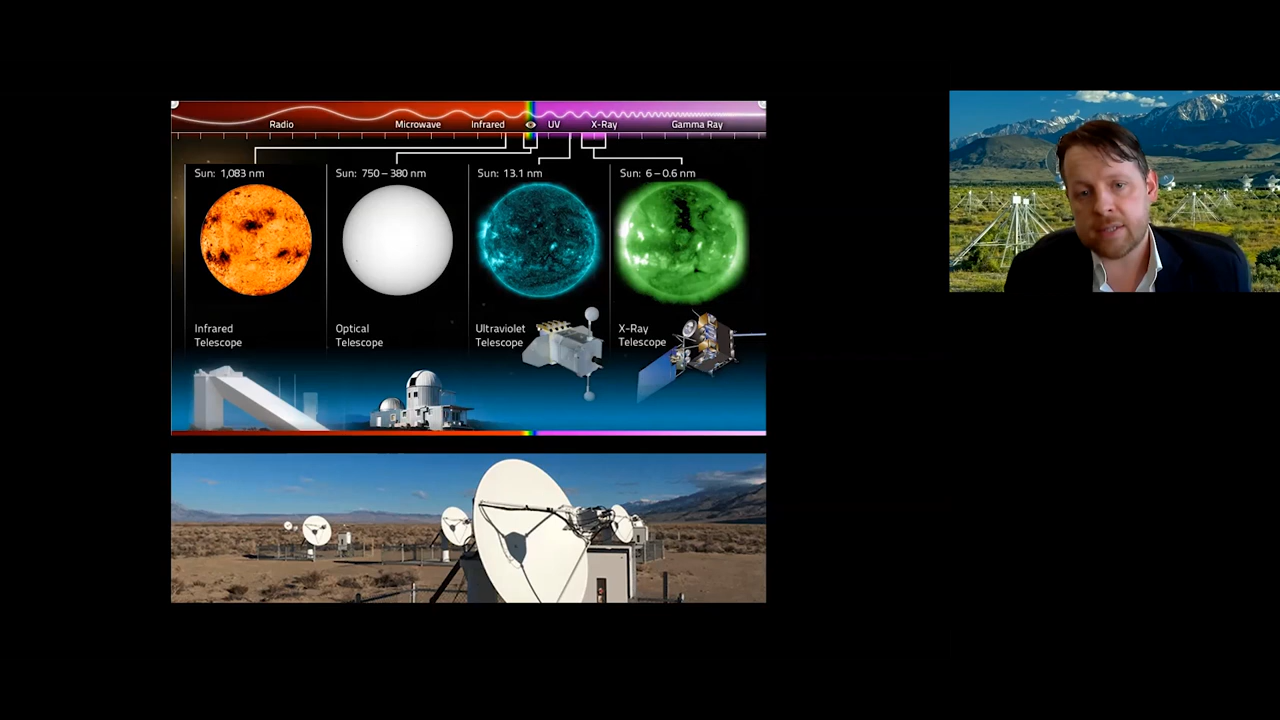 Radio Microwave Infrared UV X-Ray Gamma Ray
Sun: 1,083 nm
Sun: 750 – 380 nm
Sun: 13.1 nm
Sun: 6 – 0.6 nm
Infrared
Telescope
Optical
Telescope
Ultraviolet
Telescope
X-Ray
Telescope